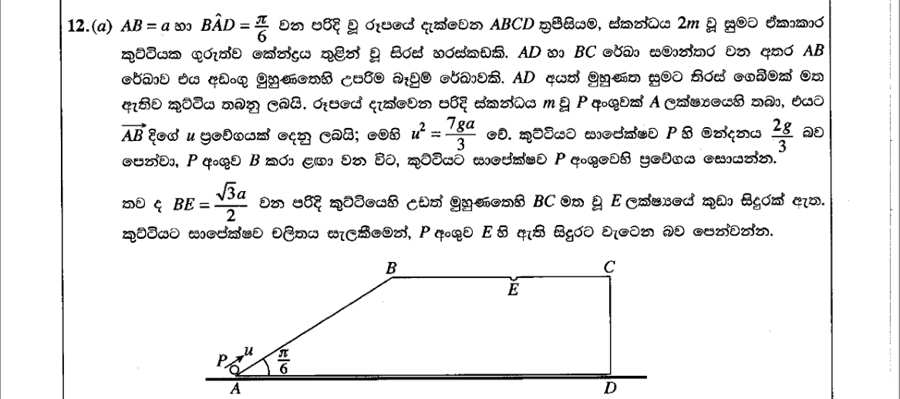 12.(a) AB = a හා BÂD = π/6 වන පරිදි වූ රූපයේ දැක්වෙන ABCD ත්‍රපීසියම, ස්කන්ධය 2m වූ සුමට ඒකාකාර
කුට්ටියක ගුරුත්ව කේන්ද්‍රය තුළින් වූ සිරස් හරස්කඩකි. AD හා BC රේඛා සමාන්තර වන අතර AB
රේඛාව එය අඩංගු මුහුණතෙහි උපරිම බෑවුම් රේඛාවකි. AD අයත් මුහුණත සුමට තිරස් ගෙබිමක් මත
ඇතිව කුට්ටිය තබනු ලබයි. රූපයේ දැක්වෙන පරිදි ස්කන්ධය m වූ P අංශුවක් A ලක්ෂ්‍යයෙහි තබා, එයට
AB→ දිගේ u ප්‍රවේගයක් දෙනු ලබයි; මෙහි u² = 7ga/3 වේ. කුට්ටියට සාපේක්ෂව P හි මන්දනය 2g/3 බව
පෙන්වා, P අංශුව B කරා ළඟා වන විට, කුට්ටියට සාපේක්ෂව P අංශුවෙහි ප්‍රවේගය සොයන්න.
තව ද BE = √3a/2 වන පරිදි කුට්ටියෙහි උඩත් මුහුණතෙහි BC මත වූ E ලක්ෂ්‍යයේ කුඩා සිදුරක් ඇත.
කුට්ටියට සාපේක්ෂව චලිතය සැලකීමෙන්, P අංශුව E හි ඇති සිදුරට වැටෙන බව පෙන්වන්න.
B C
E
P u π/6
A D